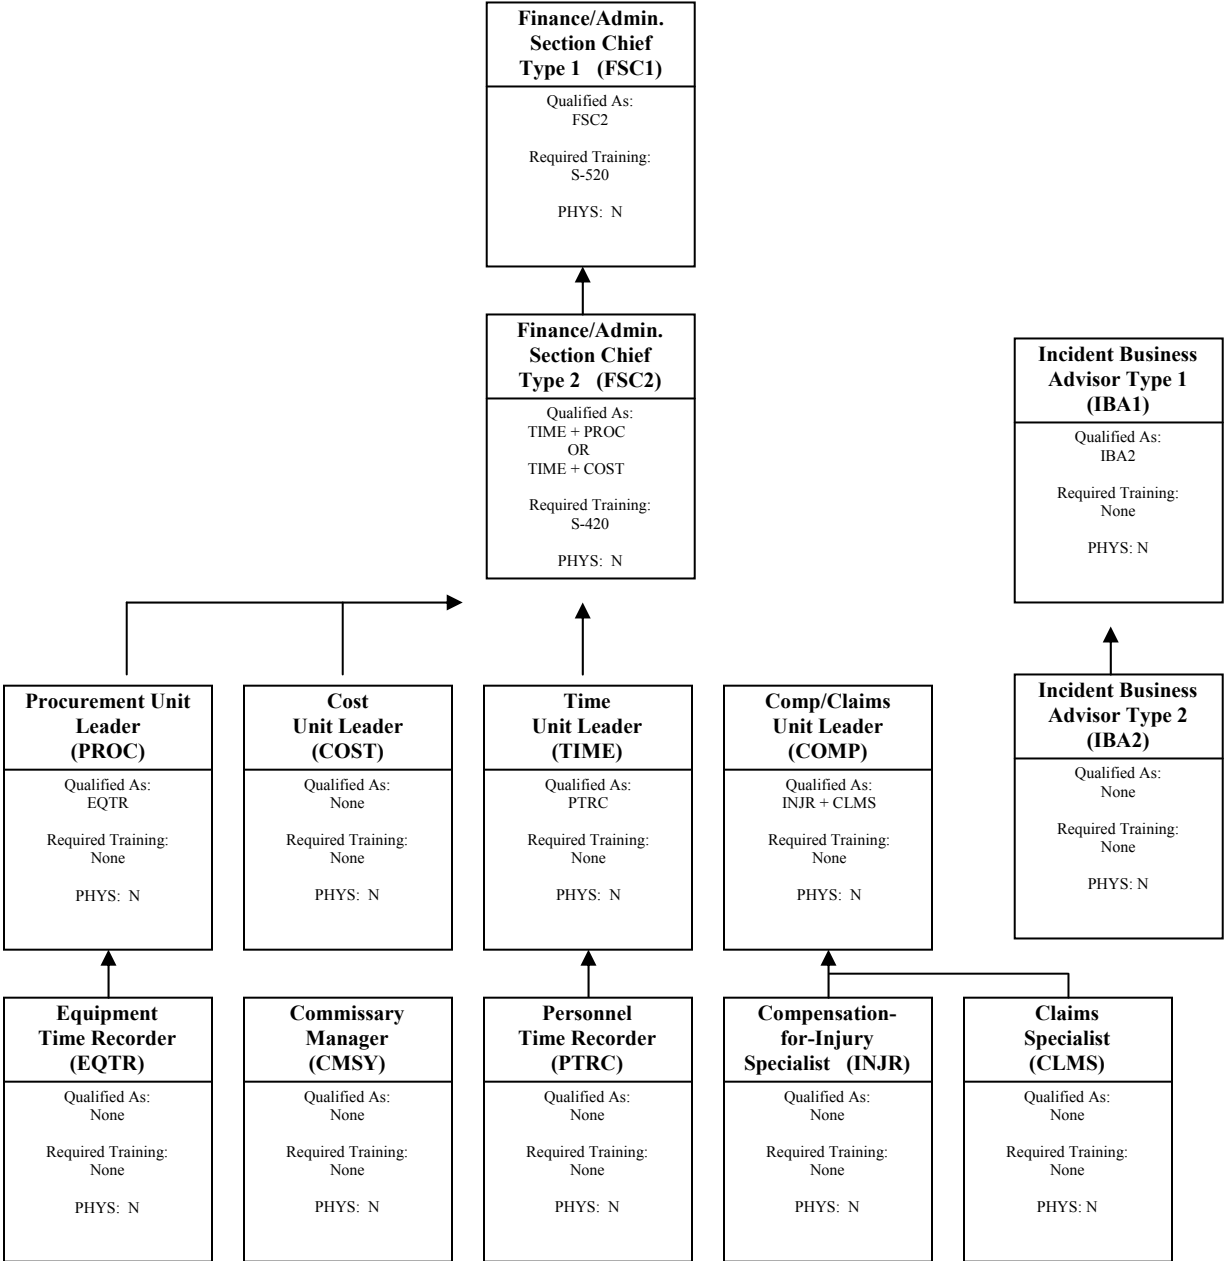 Finance/Admin.
Section Chief
Type 1 (FSC1)
Qualified As:
FSC2
Required Training:
S-520
PHYS: N
Finance/Admin.
Section Chief
Type 2 (FSC2)
Qualified As:
TIME + PROC
OR
TIME + COST
Required Training:
S-420
PHYS: N
Incident Business
Advisor Type 1
(IBA1)
Qualified As:
IBA2
Required Training:
None
PHYS: N
Procurement Unit
Leader
(PROC)
Qualified As:
EQTR
Required Training:
None
PHYS: N
Cost
Unit Leader
(COST)
Qualified As:
None
Required Training:
None
PHYS: N
Time
Unit Leader
(TIME)
Qualified As:
PTRC
Required Training:
None
PHYS: N
Comp/Claims
Unit Leader
(COMP)
Qualified As:
INJR + CLMS
Required Training:
None
PHYS: N
Incident Business
Advisor Type 2
(IBA2)
Qualified As:
None
Required Training:
None
PHYS: N
Equipment
Time Recorder
(EQTR)
Qualified As:
None
Required Training:
None
PHYS: N
Commissary
Manager
(CMSY)
Qualified As:
None
Required Training:
None
PHYS: N
Personnel
Time Recorder
(PTRC)
Qualified As:
None
Required Training:
None
PHYS: N
Compensation-
for-Injury
Specialist (INJR)
Qualified As:
None
Required Training:
None
PHYS: N
Claims
Specialist
(CLMS)
Qualified As:
None
Required Training:
None
PHYS: N